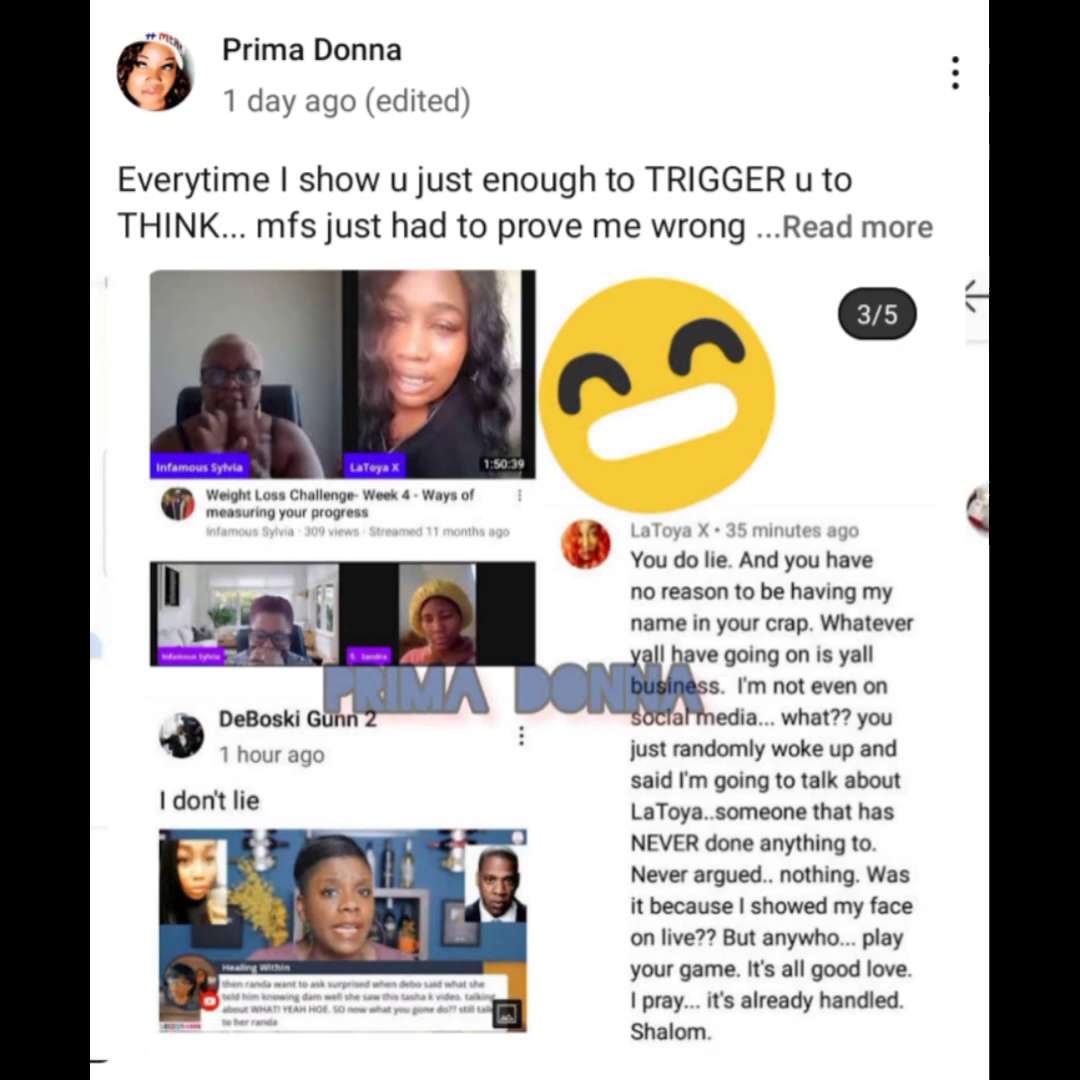 # MtN
Prima Donna
1 day ago (edited)
Everytime I show u just enough to TRIGGER u to
THINK... mfs just had to prove me wrong ...Read more
3/5
Infamous Sylvia
LaToya X
1:50:39
Weight Loss Challenge- Week 4 - Ways of
measuring your progress
Infamous Sylvia · 309 views · Streamed 11 months ago
Infamous Sylvia
S. Sandra
PRIMA DONNA
DeBoski Gunn 2
1 hour ago
I don't lie
Healing Within
then randa want to ask surprised when debo said what she
told him knowing dam well she saw this tasha k video. talking
about WHAT! YEAH HOE. SO now what you gone do?? still talk
to her randa
LaToya X • 35 minutes ago
You do lie. And you have
no reason to be having my
name in your crap. Whatever
yall have going on is yall
business. I'm not even on
social media... what?? you
just randomly woke up and
said I'm going to talk about
LaToya..someone that has
NEVER done anything to.
Never argued.. nothing. Was
it because I showed my face
on live?? But anywho... play
your game. It's all good love.
I pray... it's already handled.
Shalom.